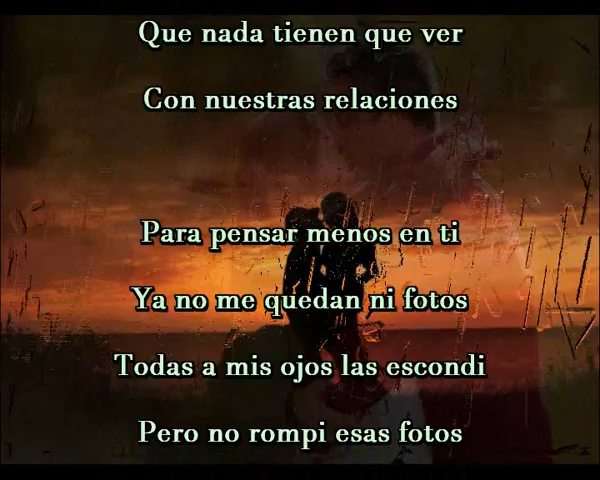 Que nada tienen que ver
Con nuestras relaciones
Para pensar menos en ti
Ya no me quedan ni fotos
Todas a mis ojos las escondi
Pero no rompi esas fotos